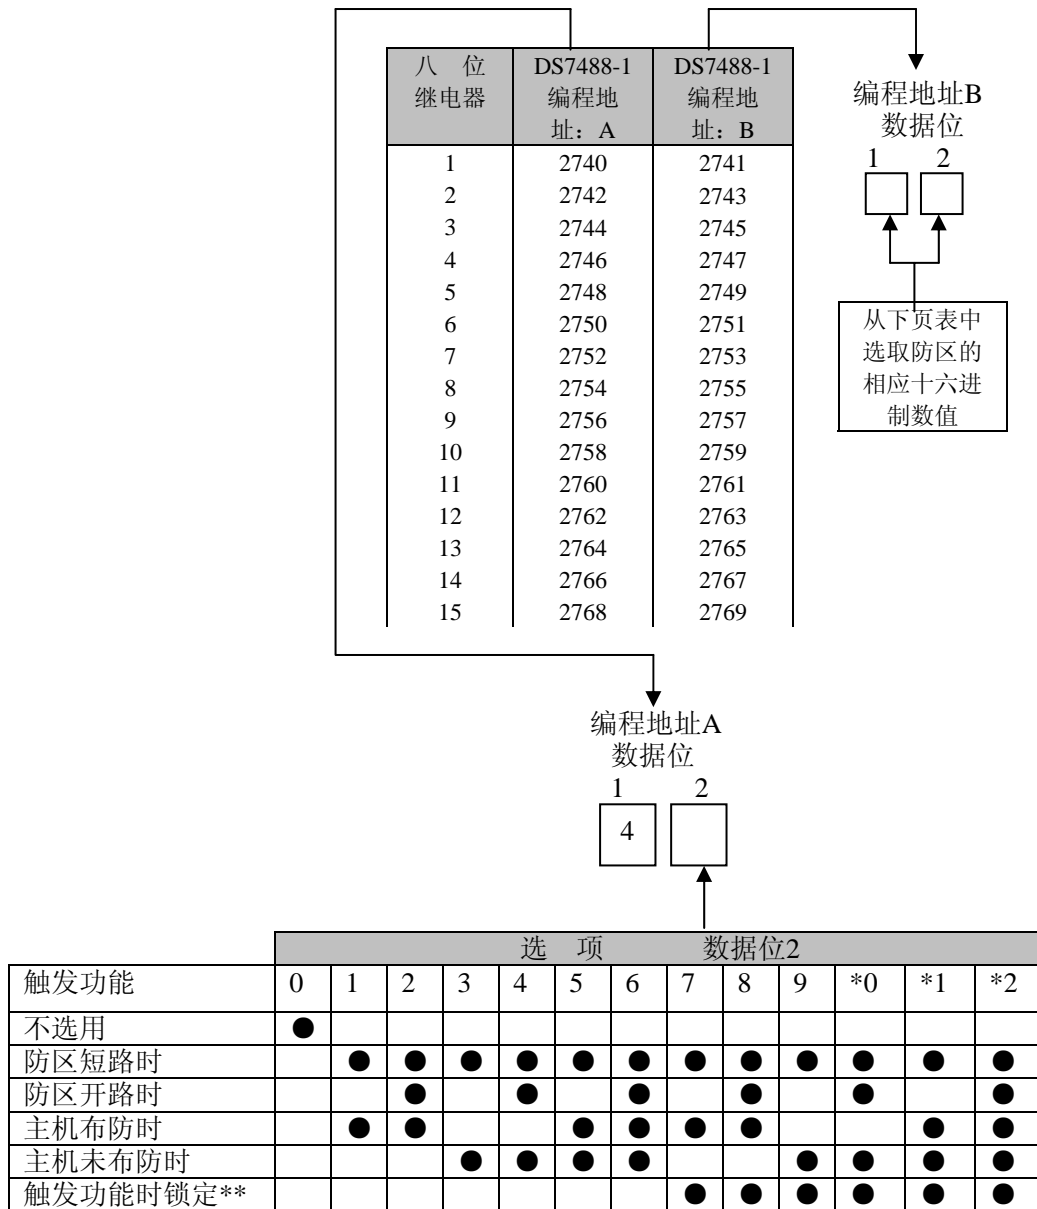 八 位 DS7488-1 DS7488-1
继电器 编程地 编程地
址：A 址：B
1 2740 2741
2 2742 2743
3 2744 2745
4 2746 2747
5 2748 2749
6 2750 2751
7 2752 2753
8 2754 2755
9 2756 2757
10 2758 2759
11 2760 2761
12 2762 2763
13 2764 2765
14 2766 2767
15 2768 2769
编程地址B
数据位
1 2
从下页表中
选取防区的
相应十六进
制数值
编程地址A
数据位
1 2
4
选 项 数据位2
触发功能 0 1 2 3 4 5 6 7 8 9 *0 *1 *2
不选用 ●
防区短路时 ● ● ● ● ● ● ● ● ● ● ● ●
防区开路时 ● ● ● ● ● ●
主机布防时 ● ● ● ● ● ● ● ●
主机未布防时 ● ● ● ● ● ● ● ●
触发功能时锁定** ● ● ● ● ● ●